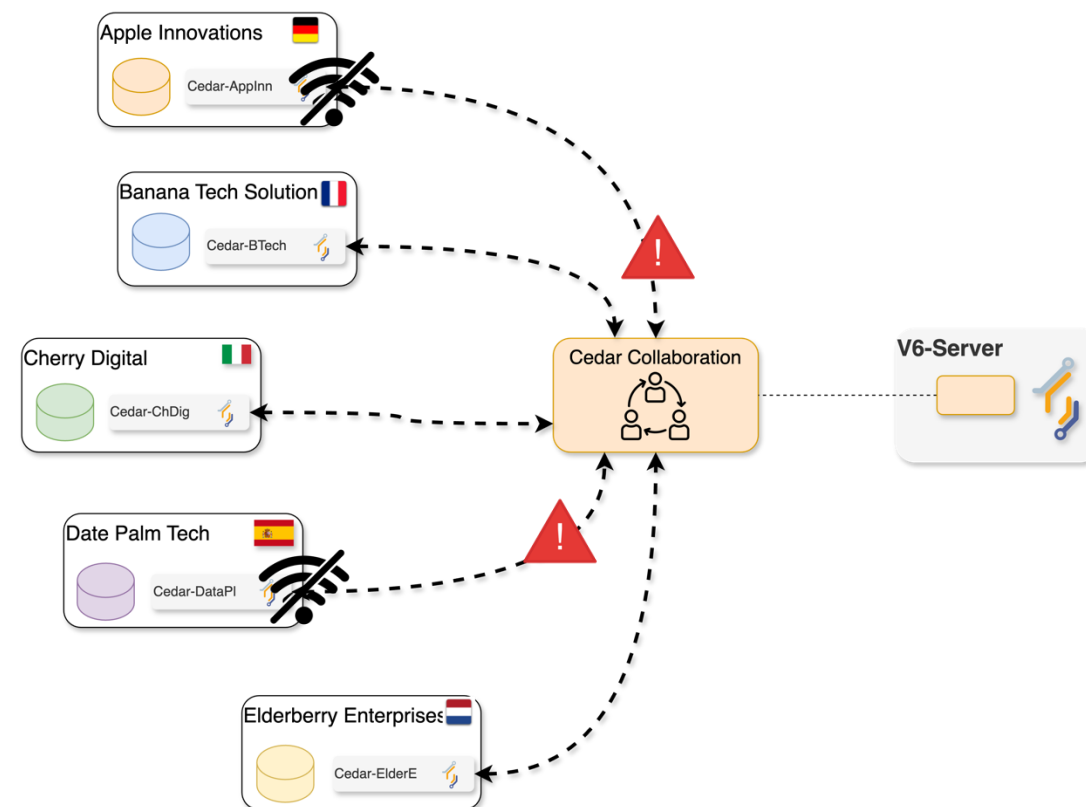 Apple Innovations
Cedar-AppInn
Banana Tech Solution
Cedar-BTech
!
Cherry Digital
Cedar-ChDig
Cedar Collaboration
V6-Server
Date Palm Tech
Cedar-DataPl
!
Elderberry Enterprises
Cedar-ElderE